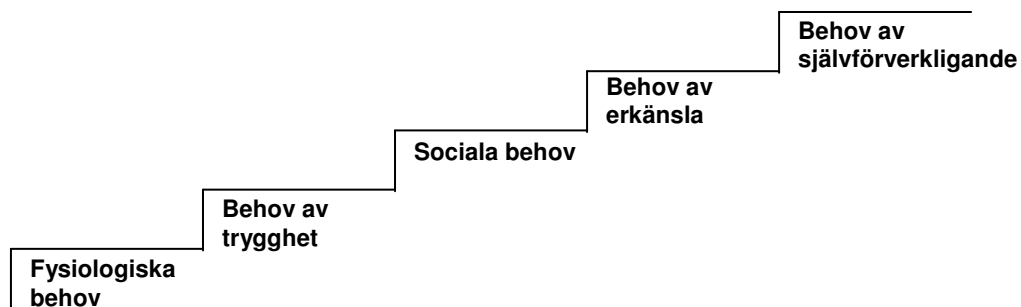 Behov av
självförverkligande
Behov av
erkänsla
Sociala behov
Behov av
trygghet
Fysiologiska
behov